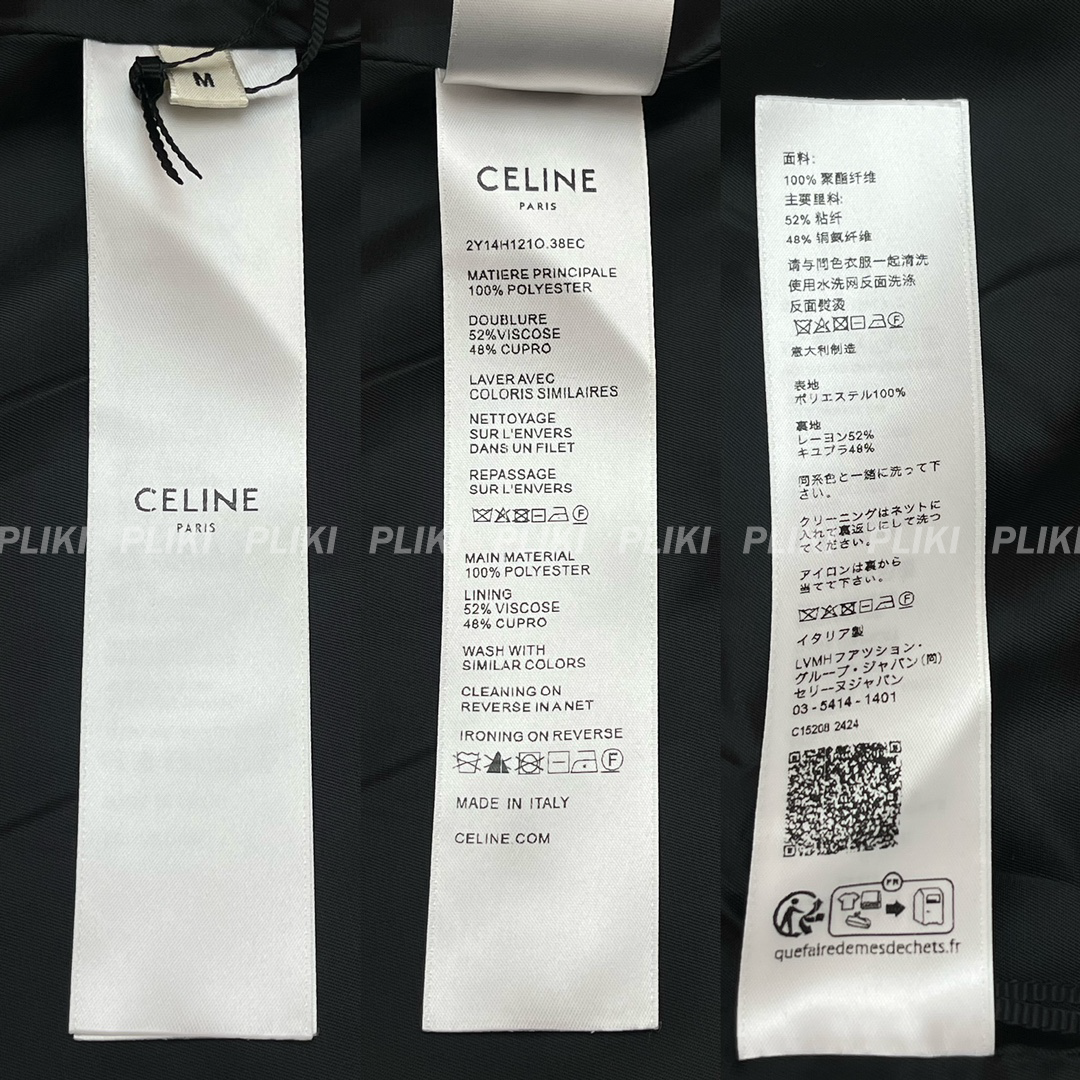 M
CELINE
PARIS
CELINE
PARIS
2Y14H121O.38EC
MATIERE PRINCIPALE
100% POLYESTER
DOUBLURE
52%VISCOSE
48% CUPRO
LAVER AVEC
COLORIS SIMILAIRES
NETTOYAGE
SUR L'ENVERS
DANS UN FILET
REPASSAGE
SUR L'ENVERS
F
MAIN MATERIAL
100% POLYESTER
LINING
52% VISCOSE
48% CUPRO
WASH WITH
SIMILAR COLORS
CLEANING ON
REVERSE IN A NET
IRONING ON REVERSE
F
MADE IN ITALY
CELINE.COM
面料:
100% 聚酯纤维
主要里料:
52% 粘纤
48% 铜氨纤维
请与同色衣服一起清洗
使用水洗网反面洗涤
反面熨烫
F
意大利制造
表地
ポリエステル100%
裏地
レーヨン52%
キユプラ48%
同系色と一緒に洗って下
さい。
クリーニングはネットに
入れて裏返しにして洗つ
てください。
アイロンは裏から
当てて下さい。
F
イタリア製
LVMHフアツション・
グループ・ジャパン(同)
セリーヌジャパン
03-5414-1401
C15208 2424
FR
quefairedemesdechets.fr
PLIKI PLIKI PLIKI PLIKI PLIKI PLIKI PLIKI PLIKI PLIKI